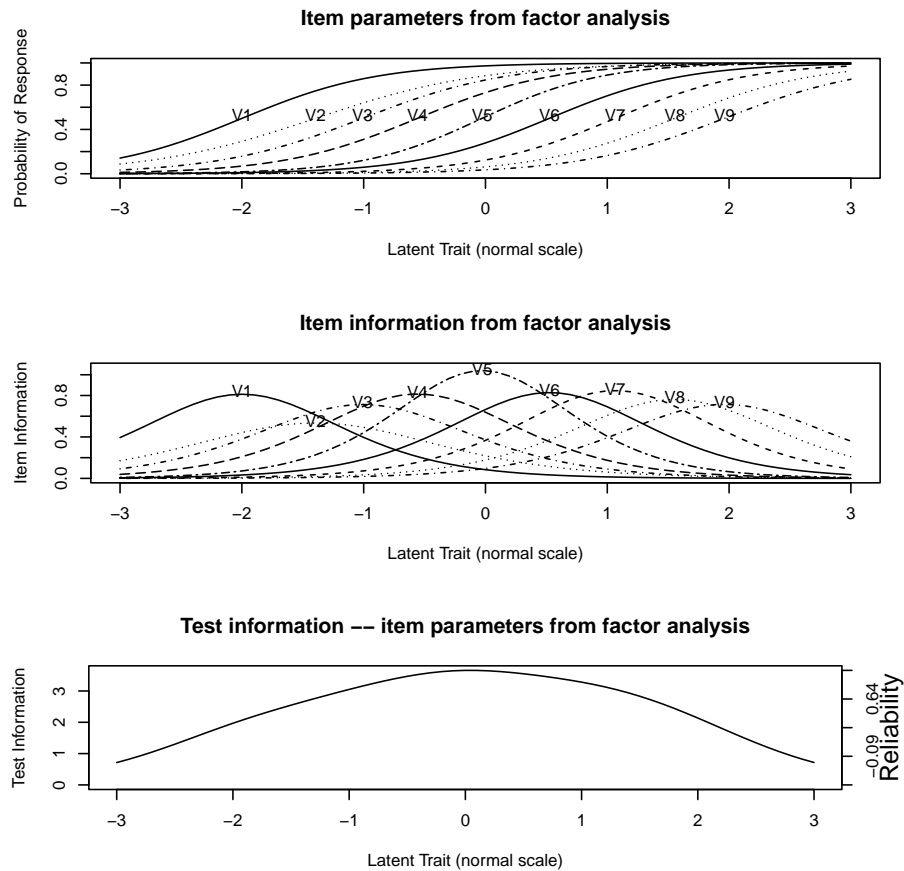 Item parameters from factor analysis
Probability of Response
0.0 0.4 0.8
V1 V2 V3 V4 V5 V6 V7 V8 V9
−3 −2 −1 0 1 2 3
Latent Trait (normal scale)
Item information from factor analysis
Item Information
0.0 0.4 0.8
V1 V2 V3 V4 V5 V6 V7 V8 V9
−3 −2 −1 0 1 2 3
Latent Trait (normal scale)
Test information −− item parameters from factor analysis
Test Information
0 1 2 3
−0.09 0.64
Reliability
−3 −2 −1 0 1 2 3
Latent Trait (normal scale)